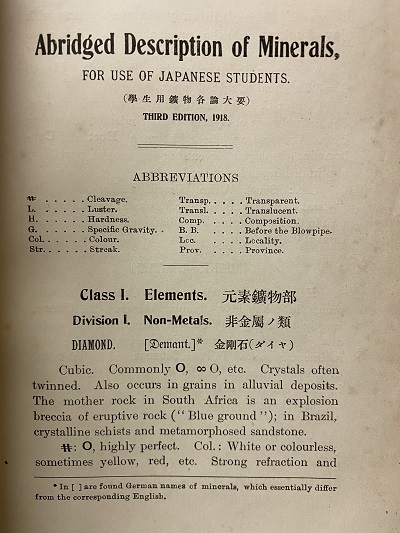 Abridged Description of Minerals,
FOR USE OF JAPANESE STUDENTS.
(學生用鑛物各論大要)
THIRD EDITION, 1918.
ABBREVIATIONS
⧺ . . . . . Cleavage.
L. . . . . . Luster.
H. . . . . . Hardness.
G. . . . . . Specific Gravity. .
Col. . . . . Colour.
Str. . . . . Streak.
Transp. . . . . Transparent.
Transl. . . . . Translucent.
Comp. . . . . Composition.
B. B. . . . . Before the Blowpipe.
Loc. . . . . Locality.
Prov. . . . . Province.
Class I. Elements. 元素鑛物部
Division I. Non-Metals. 非金屬ノ類
DIAMOND. [Demant.]* 金剛石(ダイヤ)
Cubic. Commonly O, ∞ O, etc. Crystals often
twinned. Also occurs in grains in alluvial deposits.
The mother rock in South Africa is an explosion
breccia of eruptive rock ("Blue ground"); in Brazil,
crystalline schists and metamorphosed sandstone.
⧺: O, highly perfect. Col.: White or colourless,
sometimes yellow, red, etc. Strong refraction and
* In [ ] are found German names of minerals, which essentially differ
from the corresponding English.